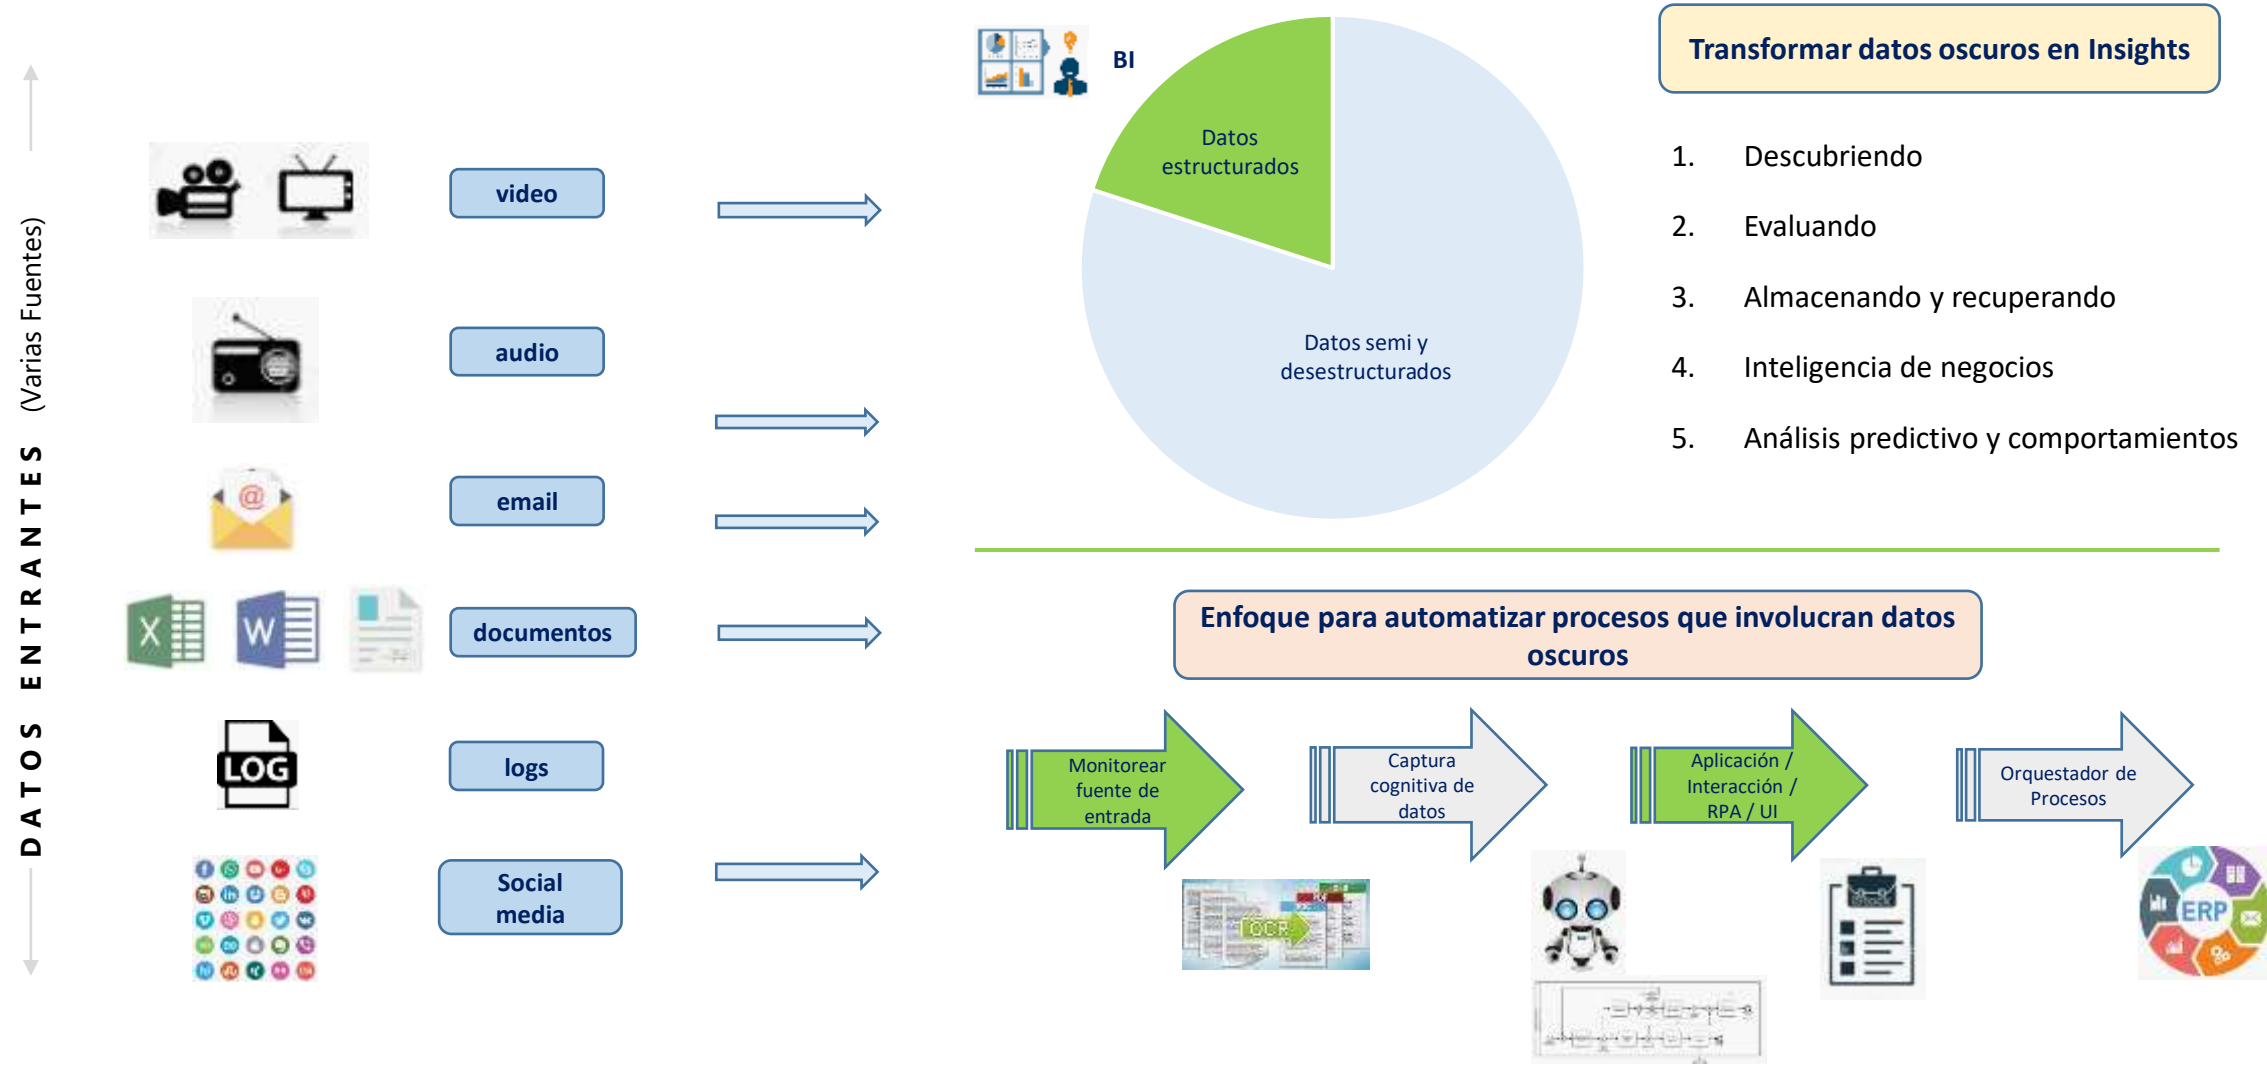 DATOS ENTRANTES (Varias Fuentes)
video
audio
email
documentos
LOG
logs
Social
media
BI
Datos
estructurados
Datos semi y
desestructurados
Transformar datos oscuros en Insights
1. Descubriendo
2. Evaluando
3. Almacenando y recuperando
4. Inteligencia de negocios
5. Análisis predictivo y comportamientos
Enfoque para automatizar procesos que involucran datos
oscuros
Monitorear
fuente de
entrada
Captura
cognitiva de
datos
Aplicación /
Interacción /
RPA / UI
Orquestador de
Procesos
OCR
ERP